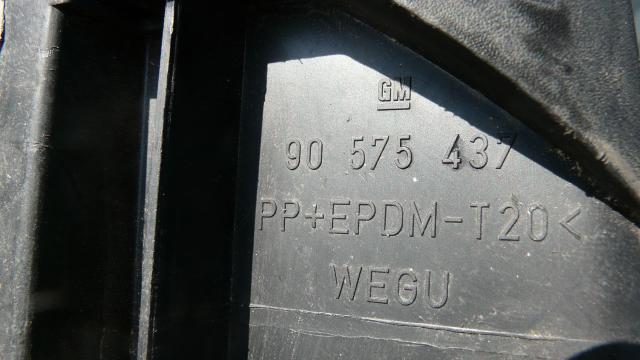 GM
90 575 437
PP+EPDM-T20<
WEGU